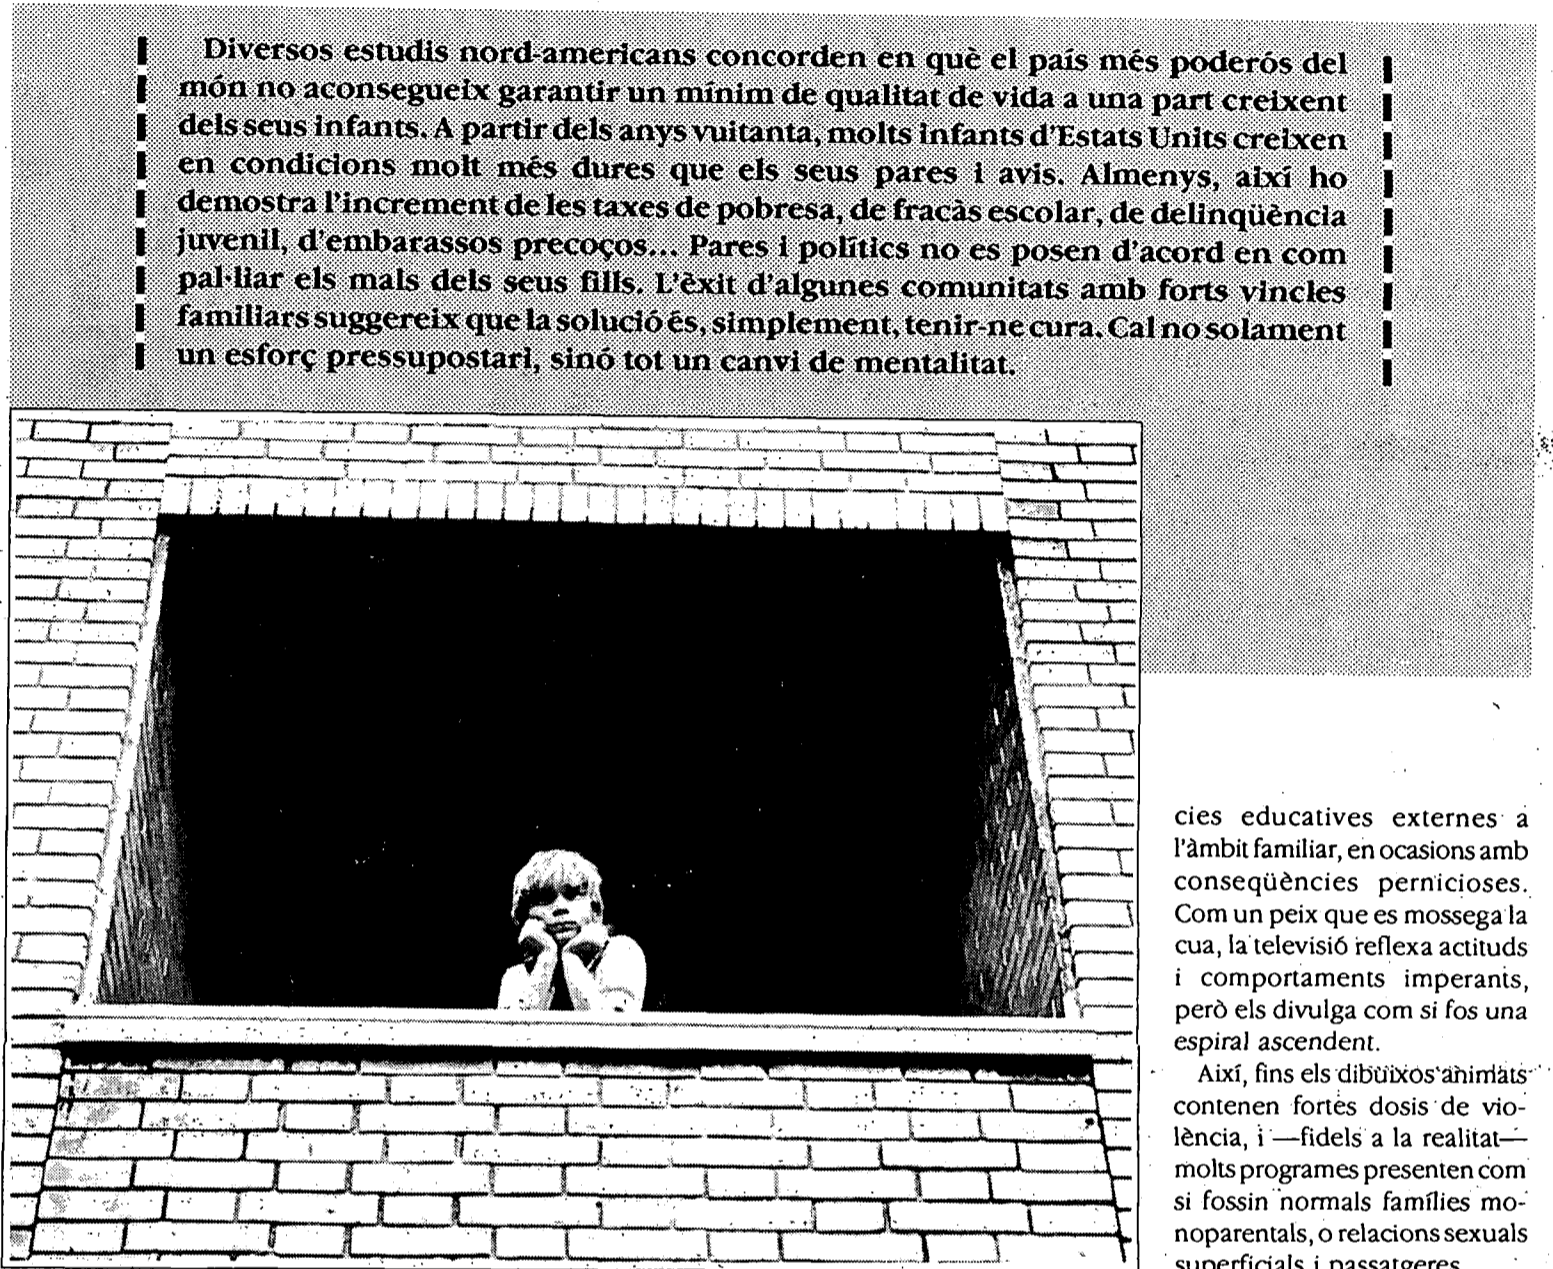 Diversos estudis nord-americans concorden en què el país més poderós del
món no aconsegueix garantir un mínim de qualitat de vida a una part creixent
dels seus infants. A partir dels anys vuitanta, molts infants d'Estats Units creixen
en condicions molt més dures que els seus pares i avis. Almenys, així ho
demostra l'increment de les taxes de pobresa, de fracàs escolar, de delinqüència
juvenil, d'embarassos precoços... Pares i polítics no es posen d'acord en com
pal·liar els mals dels seus fills. L'èxit d'algunes comunitats amb forts vincles
familiars suggereix que la solució és, simplement, tenir-ne cura. Cal no solament
un esforç pressupostari, sinó tot un canvi de mentalitat.
cies educatives externes a
l'àmbit familiar, en ocasions amb
conseqüències pernicioses.
Com un peix que es mossega la
cua, la televisió reflexa actituds
i comportaments imperants,
però els divulga com si fos una
espiral ascendent.
Així, fins els dibuixos animats
contenen fortes dosis de vio-
lència, i —fidels a la realitat—
molts programes presenten com
si fossin normals famílies mo-
noparentals, o relacions sexuals
superficials i passatgeres